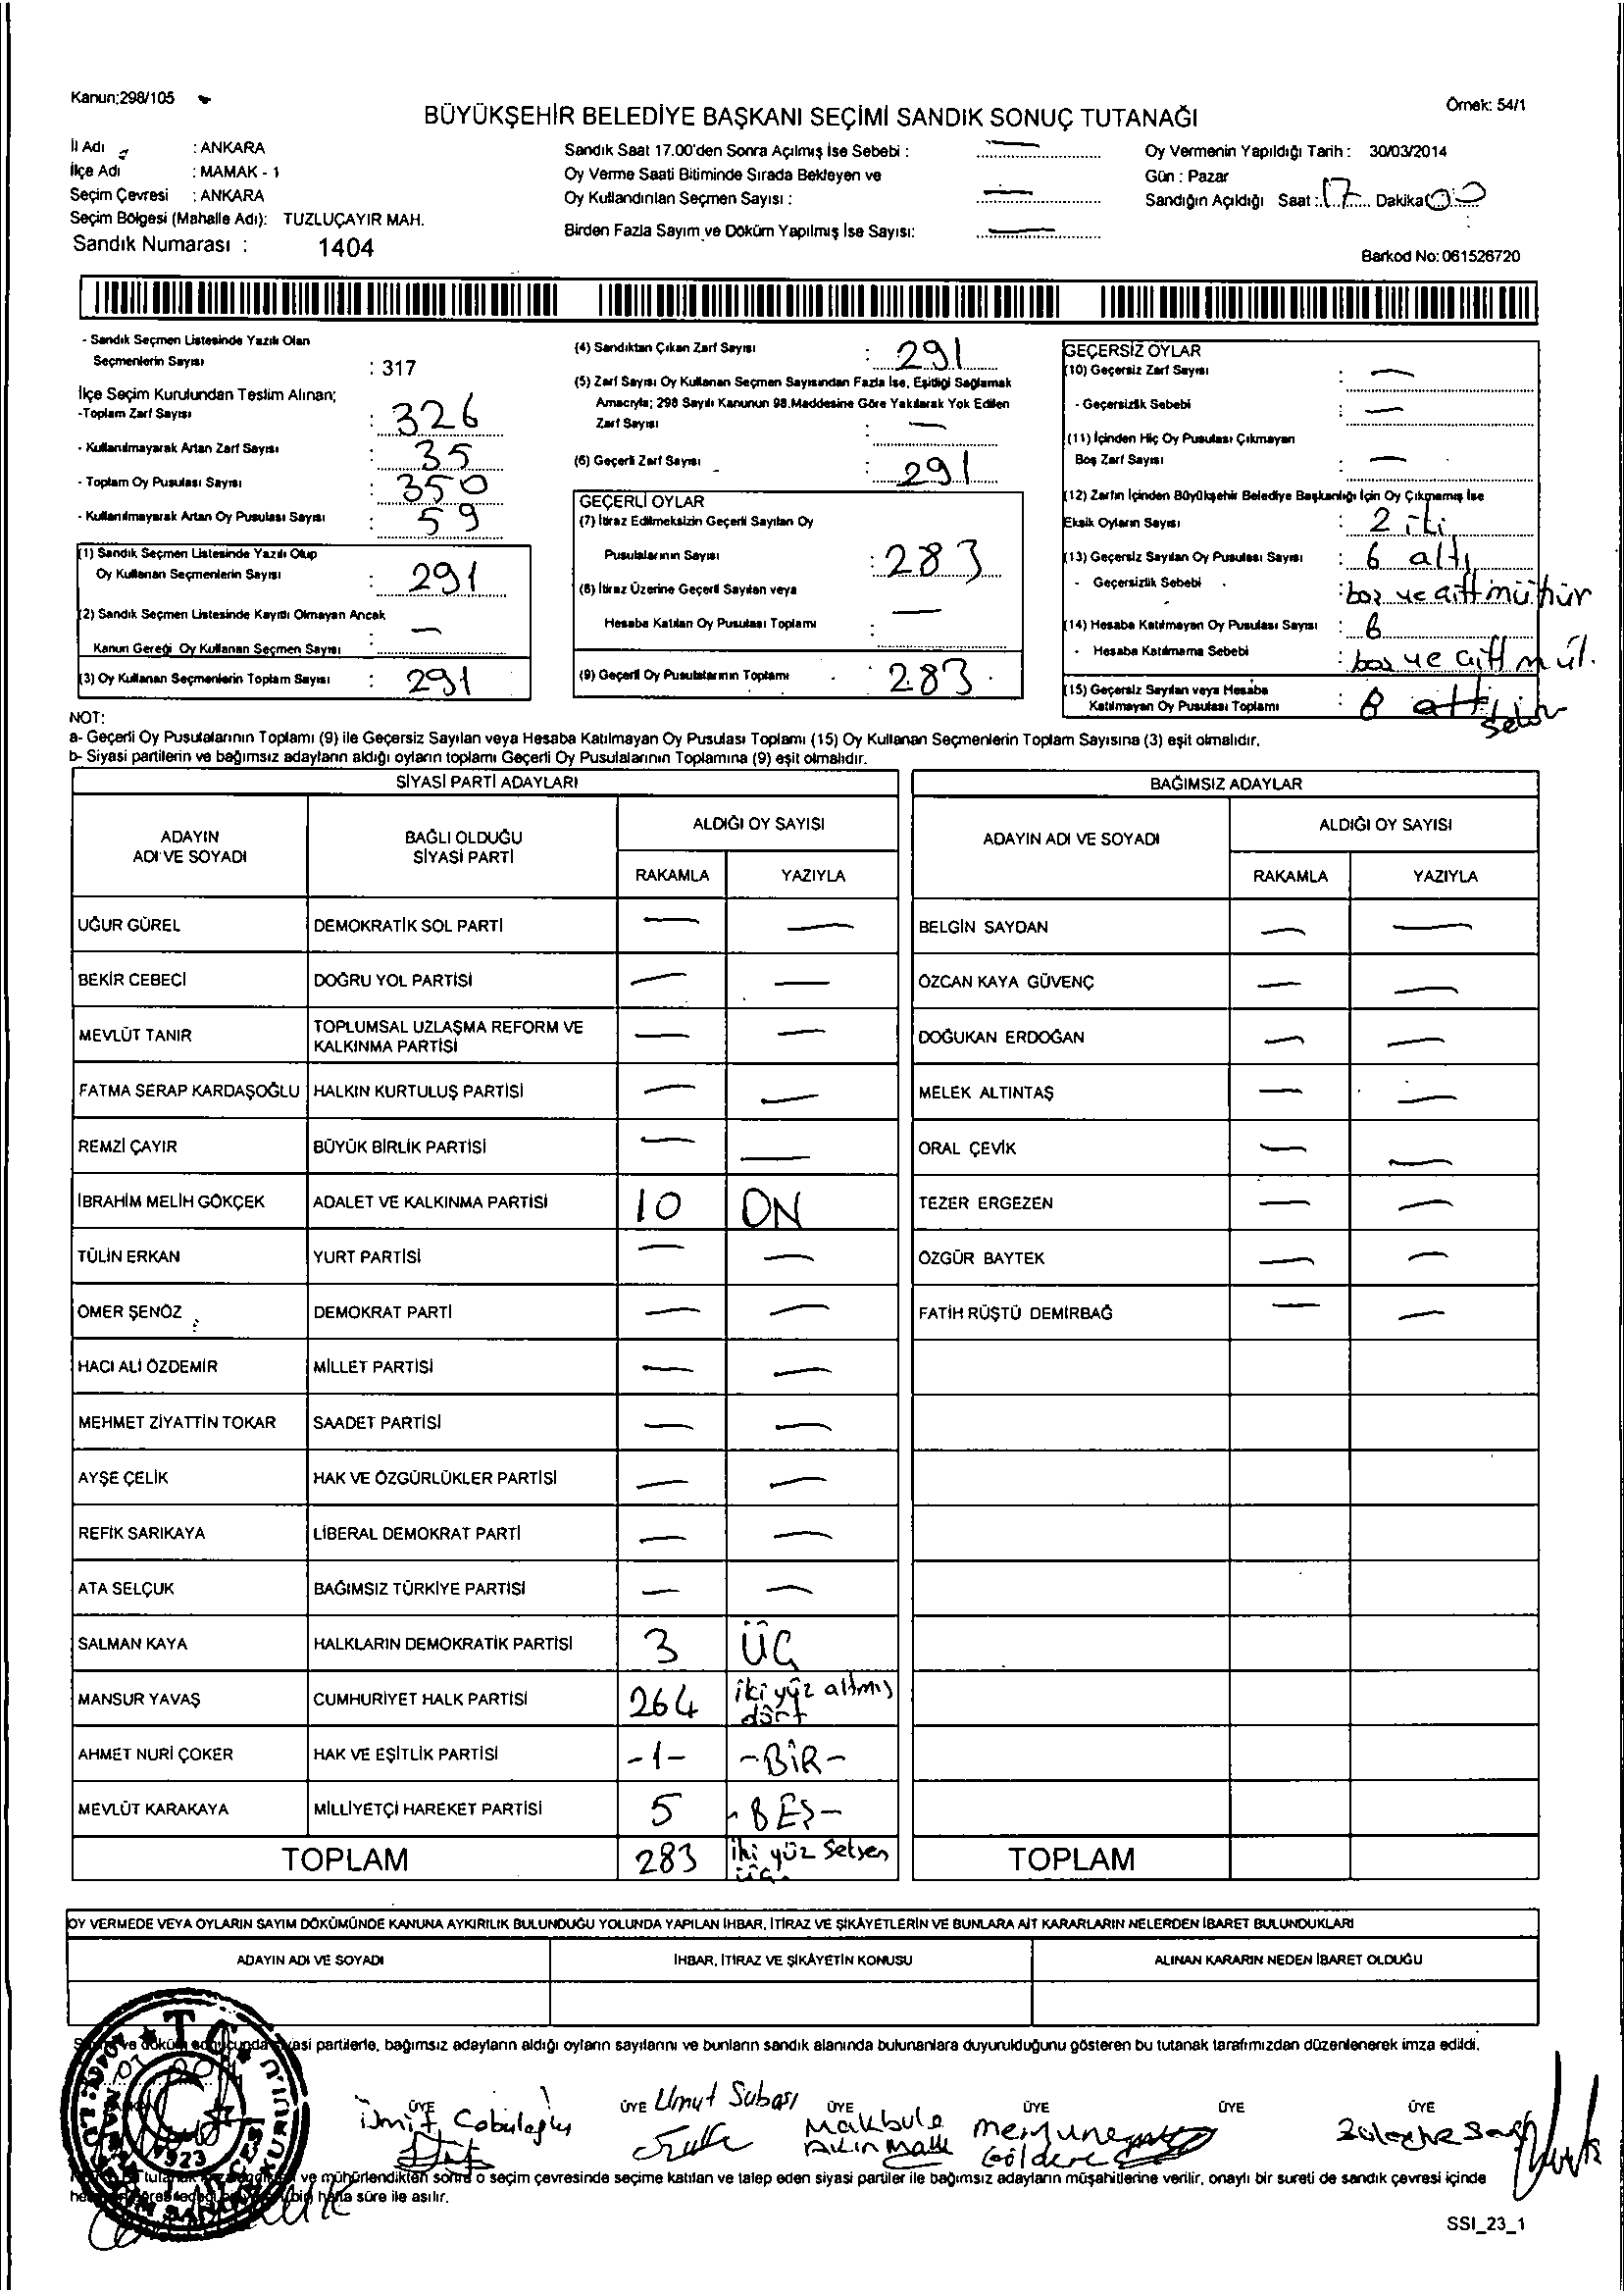 Kanun;298/105
Örnek: 54/1
BÜYÜKŞEHİR BELEDİYE BAŞKANI SEÇİMİ SANDIK SONUÇ TUTANAĞI
İl Adı : ANKARA
İlçe Adı : MAMAK - 1
Seçim Çevresi : ANKARA
Seçim Bölgesi (Mahalle Adı): TUZLUÇAYIR MAH.
Sandık Numarası : 1404
Sandık Saat 17.00'den Sonra Açılmış İse Sebebi : —
Oy Verme Saati Bitiminde Sırada Bekleyen ve
Oy Kullandırılan Seçmen Sayısı : —
Birden Fazla Sayım ve Döküm Yapılmış İse Sayısı: —
Oy Vermenin Yapıldığı Tarih : 30/03/2014
Gün : Pazar
Sandığın Açıldığı Saat : 17 Dakika 00
Barkod No: 061526720
- Sandık Seçmen Listesinde Yazılı Olan
Seçmenlerin Sayısı : 317
İlçe Seçim Kurulundan Teslim Alınan;
-Toplam Zarf Sayısı : 326
- Kullanılmayarak Artan Zarf Sayısı : 35
- Toplam Oy Pusulası Sayısı : 350
- Kullanılmayarak Artan Oy Pusulası Sayısı : 59
(1) Sandık Seçmen Listesinde Yazılı Olup
Oy Kullanan Seçmenlerin Sayısı : 291
(2) Sandık Seçmen Listesinde Kayıtlı Olmayan Ancak
Kanun Gereği Oy Kullanan Seçmen Sayısı : —
(3) Oy Kullanan Seçmenlerin Toplam Sayısı : 291
(4) Sandıktan Çıkan Zarf Sayısı : 291
(5) Zarf Sayısı Oy Kullanan Seçmen Sayısından Fazla İse, Eşitliği Sağlamak
Amacıyla; 298 Sayılı Kanunun 98.Maddesine Göre Yakılarak Yok Edilen
Zarf Sayısı : —
(6) Geçerli Zarf Sayısı : 291
GEÇERLİ OYLAR
(7) İtiraz Edilmeksizin Geçerli Sayılan Oy
Pusulalarının Sayısı : 283
(8) İtiraz Üzerine Geçerli Sayılan veya
Hesaba Katılan Oy Pusulası Toplamı : —
(9) Geçerli Oy Pusulalarının Toplamı : 283
GEÇERSİZ OYLAR
(10) Geçersiz Zarf Sayısı : —
- Geçersizlik Sebebi : —
(11) İçinden Hiç Oy Pusulası Çıkmayan
Boş Zarf Sayısı : —
(12) Zarfın İçinden Büyükşehir Belediye Başkanlığı İçin Oy Çıkmamış İse
Eksik Oyların Sayısı : 2 iki
(13) Geçersiz Sayılan Oy Pusulası Sayısı : 6 altı
- Geçersizlik Sebebi : boş ve çift mühür
(14) Hesaba Katılmayan Oy Pusulası Sayısı : 6
- Hesaba Katılmama Sebebi : boş ve çift mül.
(15) Geçersiz Sayılan veya Hesaba
Katılmayan Oy Pusulası Toplamı : 8 altı sekiz
NOT:
a- Geçerli Oy Pusulalarının Toplamı (9) ile Geçersiz Sayılan veya Hesaba Katılmayan Oy Pusulası Toplamı (15) Oy Kullanan Seçmenlerin Toplam Sayısına (3) eşit olmalıdır.
b- Siyasi partilerin ve bağımsız adayların aldığı oyların toplamı Geçerli Oy Pusulalarının Toplamına (9) eşit olmalıdır.
SİYASİ PARTİ ADAYLARI
ADAYIN ADI VE SOYADI BAĞLI OLDUĞU SİYASİ PARTİ ALDIĞI OY SAYISI
RAKAMLA YAZIYLA
UĞUR GÜREL DEMOKRATİK SOL PARTİ — —
BEKİR CEBECİ DOĞRU YOL PARTİSİ — —
MEVLÜT TANIR TOPLUMSAL UZLAŞMA REFORM VE KALKINMA PARTİSİ — —
FATMA SERAP KARDAŞOĞLU HALKIN KURTULUŞ PARTİSİ — —
REMZİ ÇAYIR BÜYÜK BİRLİK PARTİSİ — —
İBRAHİM MELİH GÖKÇEK ADALET VE KALKINMA PARTİSİ 10 ON
TÜLİN ERKAN YURT PARTİSİ — —
ÖMER ŞENÖZ DEMOKRAT PARTİ — —
HACI ALİ ÖZDEMİR MİLLET PARTİSİ — —
MEHMET ZİYATTİN TOKAR SAADET PARTİSİ — —
AYŞE ÇELİK HAK VE ÖZGÜRLÜKLER PARTİSİ — —
REFİK SARIKAYA LİBERAL DEMOKRAT PARTİ — —
ATA SELÇUK BAĞIMSIZ TÜRKİYE PARTİSİ — —
SALMAN KAYA HALKLARIN DEMOKRATİK PARTİSİ 3 ÜÇ
MANSUR YAVAŞ CUMHURİYET HALK PARTİSİ 264 iki yüz altmış dört
AHMET NURİ ÇOKER HAK VE EŞİTLİK PARTİSİ -1- -BİR-
MEVLÜT KARAKAYA MİLLİYETÇİ HAREKET PARTİSİ 5 -BEŞ-
TOPLAM 283 iki yüz seksen üç.
BAĞIMSIZ ADAYLAR
ADAYIN ADI VE SOYADI ALDIĞI OY SAYISI
RAKAMLA YAZIYLA
BELGİN SAYDAN — —
ÖZCAN KAYA GÜVENÇ — —
DOĞUKAN ERDOĞAN — —
MELEK ALTINTAŞ — —
ORAL ÇEVİK — —
TEZER ERGEZEN — —
ÖZGÜR BAYTEK — —
FATİH RÜŞTÜ DEMİRBAĞ — —
TOPLAM
OY VERMEDE VEYA OYLARIN SAYIM DÖKÜMÜNDE KANUNA AYKIRILIK BULUNDUĞU YOLUNDA YAPILAN İHBAR, İTİRAZ VE ŞİKÂYETLERİN VE BUNLARA AİT KARARLARIN NELERDEN İBARET BULUNDUKLARI
ADAYIN ADI VE SOYADI İHBAR, İTİRAZ VE ŞİKÂYETİN KONUSU ALINAN KARARIN NEDEN İBARET OLDUĞU
siyasi partilerle, bağımsız adayların aldığı oyların sayılarını ve bunların sandık alanında bulunanlara duyurulduğunu gösteren bu tutanak tarafımızdan düzenlenerek imza edildi.
ÜYE ÜYE ÜYE ÜYE ÜYE ÜYE
Umut Subaşı
Makbule
Akın
ve mühürlendikten sonra o seçim çevresinde seçime katılan ve talep eden siyasi partiler ile bağımsız adayların müşahitlerine verilir, onaylı bir sureti de sandık çevresi içinde
hafta süre ile asılır.
T.C.
SSI_23_1